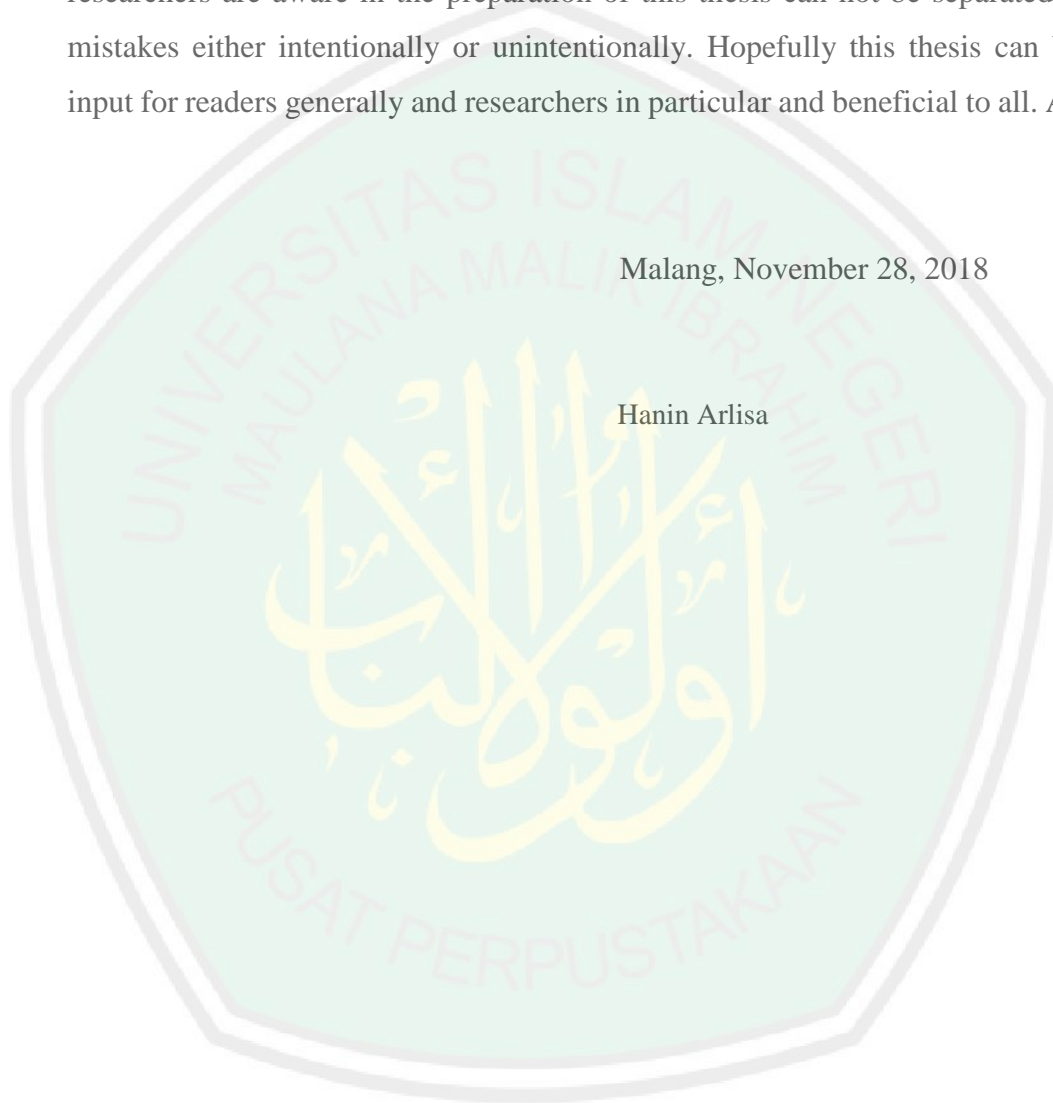 researchers are aware in the preparation of this thesis can not be separated
mistakes either intentionally or unintentionally. Hopefully this thesis can
input for readers generally and researchers in particular and beneficial to all.
Malang, November 28, 2018
Hanin Arlisa
UNIVERSITAS ISLAM NEGERI
MAULANA MALIK IBRAHIM
أولوا الألباب
PUSAT PERPUSTAKAAN